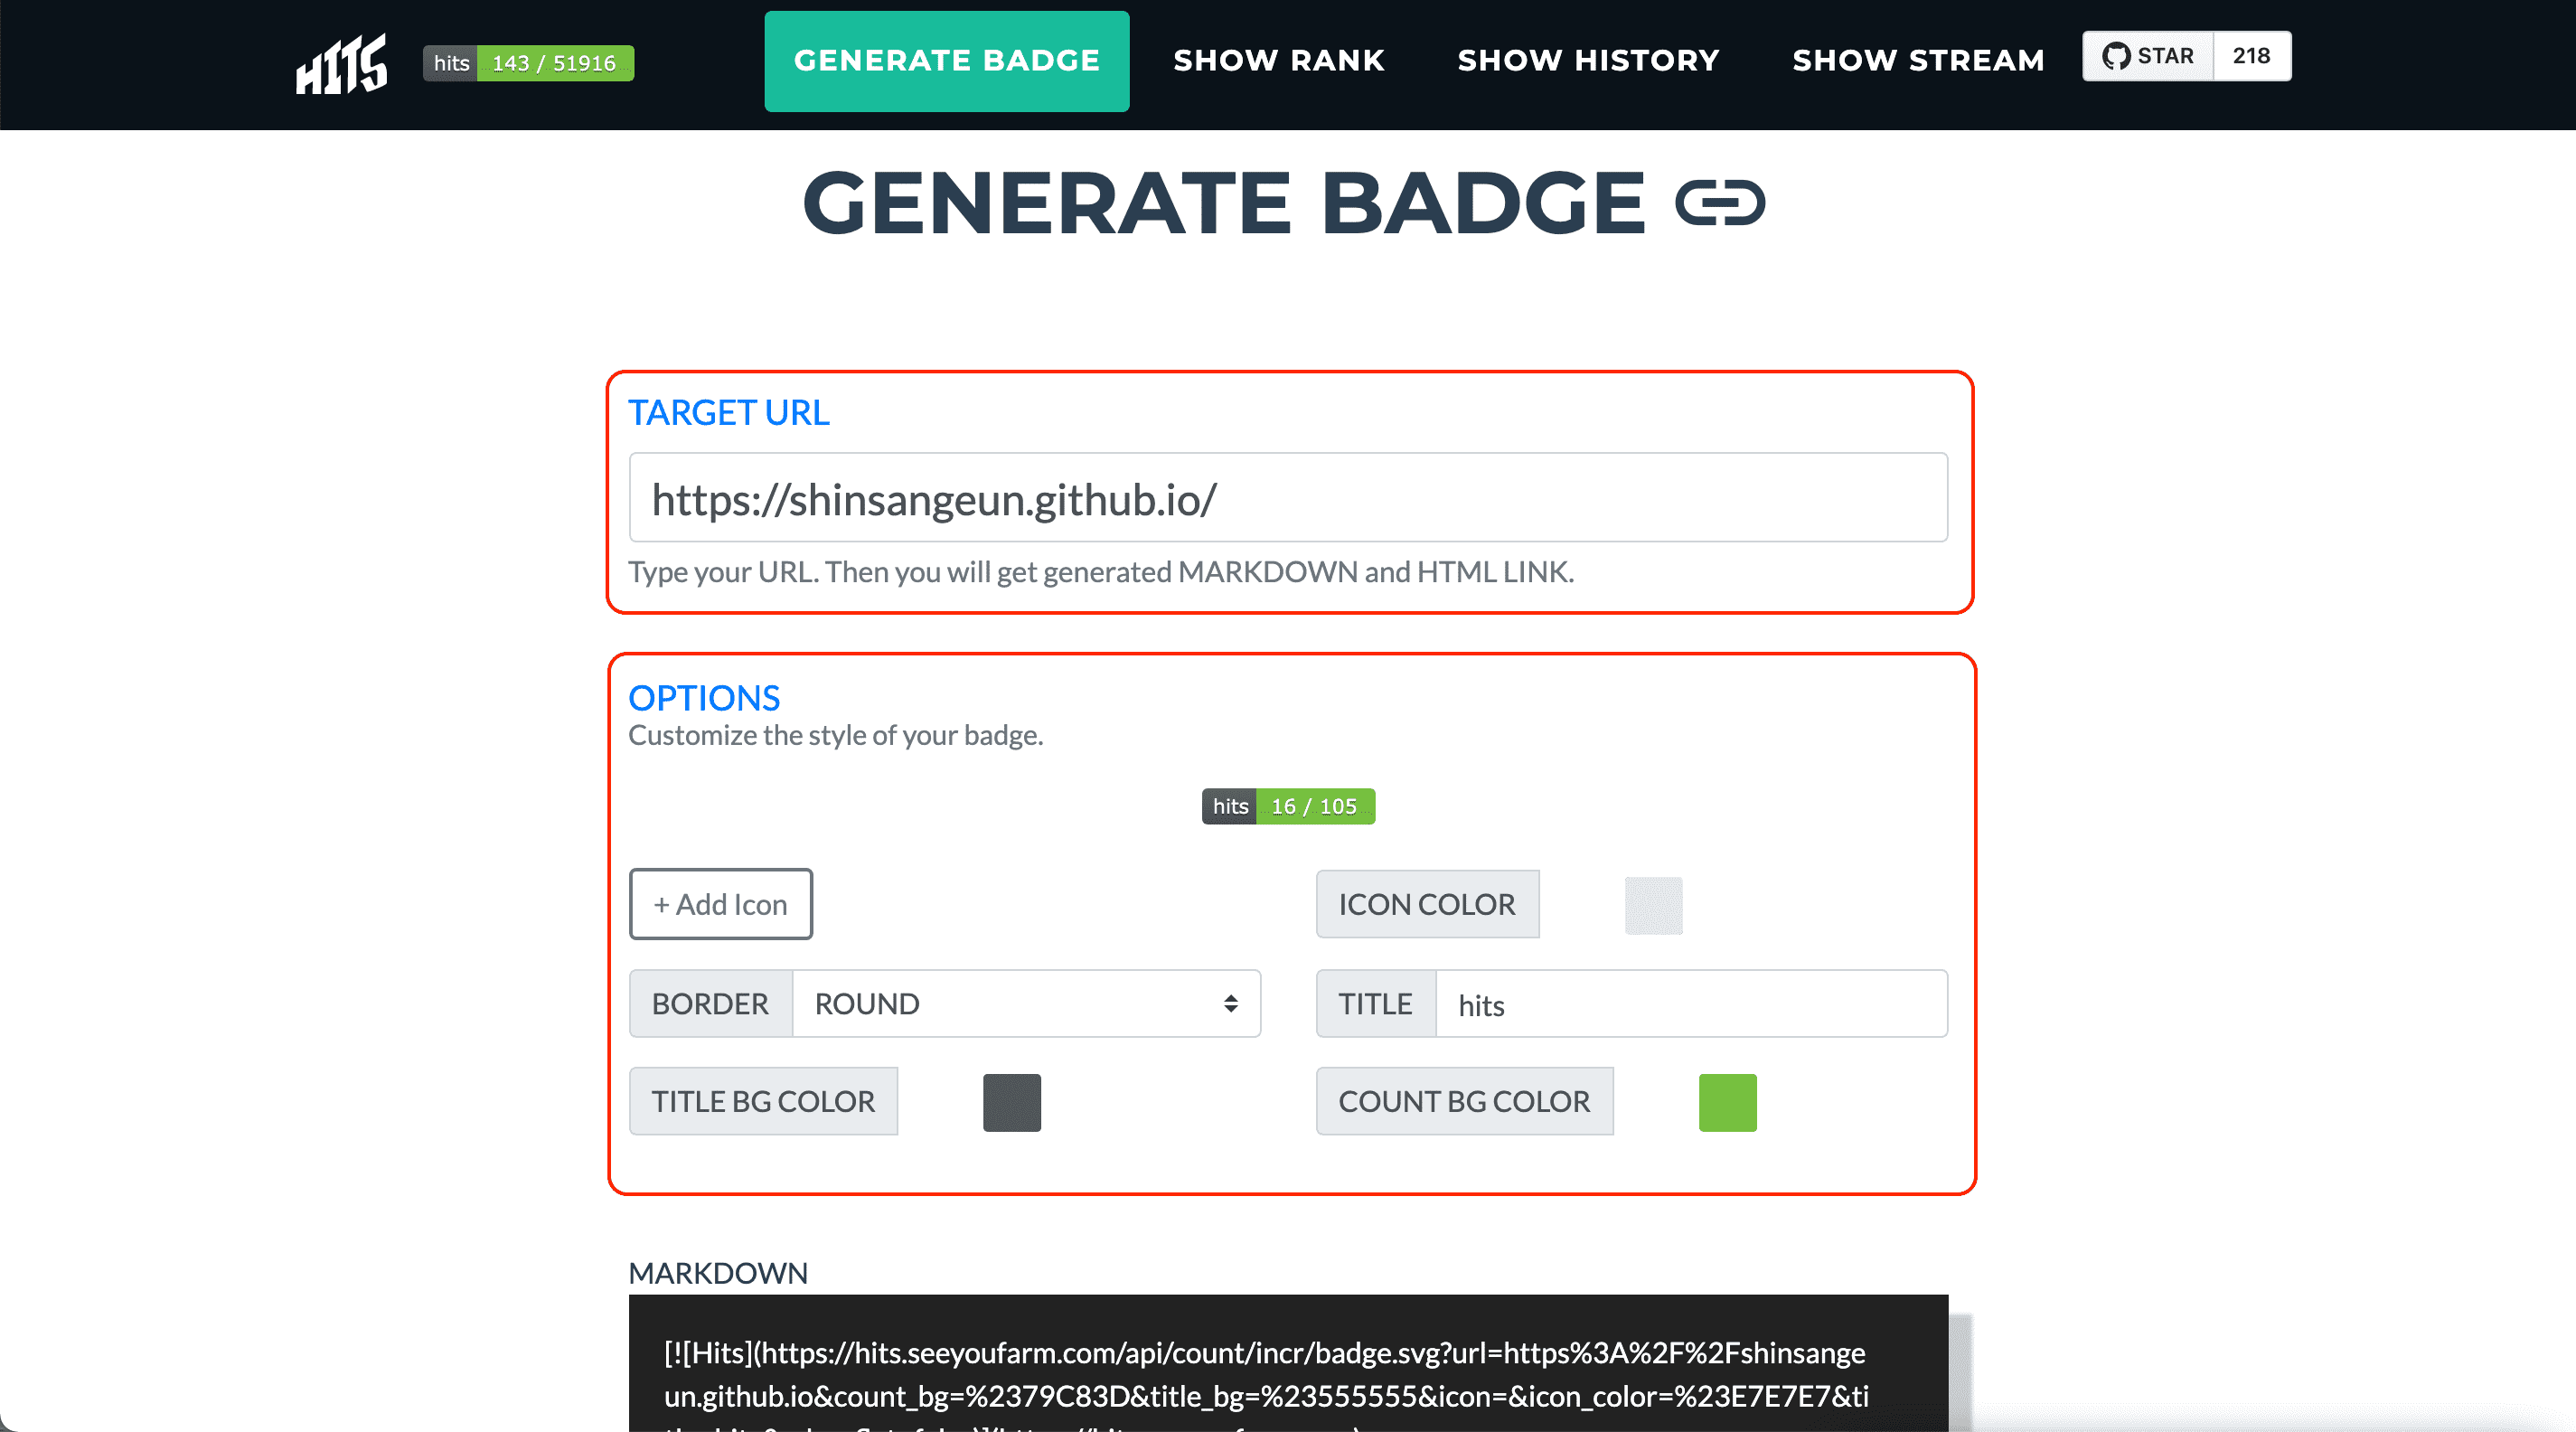 HITS
hits 143 / 51916
GENERATE BADGE
SHOW RANK
SHOW HISTORY
SHOW STREAM
STAR 218
GENERATE BADGE
TARGET URL
https://shinsangeun.github.io/
Type your URL. Then you will get generated MARKDOWN and HTML LINK.
OPTIONS
Customize the style of your badge.
hits 16 / 105
+ Add Icon
ICON COLOR
BORDER ROUND
TITLE hits
TITLE BG COLOR
COUNT BG COLOR
MARKDOWN
[![Hits](https://hits.seeyoufarm.com/api/count/incr/badge.svg?url=https%3A%2F%2Fshinsange
un.github.io&count_bg=%2379C83D&title_bg=%23555555&icon=&icon_color=%23E7E7E7&ti